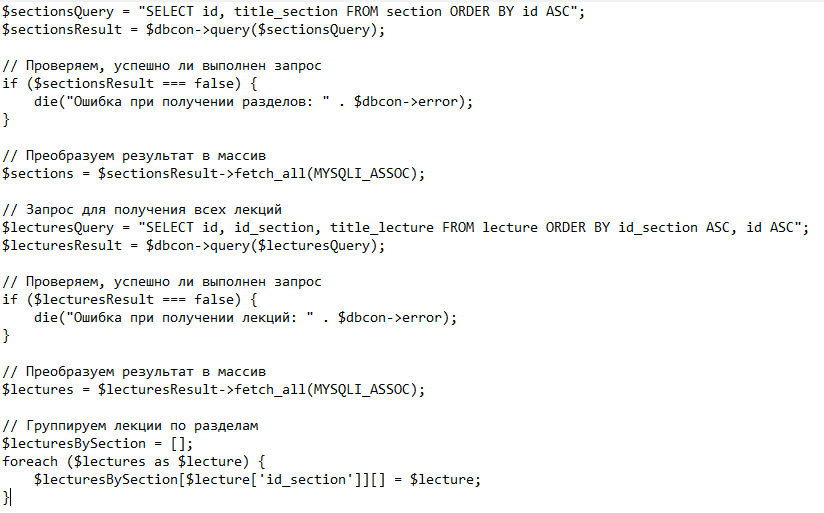 $sectionsQuery = "SELECT id, title_section FROM section ORDER BY id ASC";
$sectionsResult = $dbcon->query($sectionsQuery);

// Проверяем, успешно ли выполнен запрос
if ($sectionsResult === false) {
    die("Ошибка при получении разделов: " . $dbcon->error);
}

// Преобразуем результат в массив
$sections = $sectionsResult->fetch_all(MYSQLI_ASSOC);

// Запрос для получения всех лекций
$lecturesQuery = "SELECT id, id_section, title_lecture FROM lecture ORDER BY id_section ASC, id ASC";
$lecturesResult = $dbcon->query($lecturesQuery);

// Проверяем, успешно ли выполнен запрос
if ($lecturesResult === false) {
    die("Ошибка при получении лекций: " . $dbcon->error);
}

// Преобразуем результат в массив
$lectures = $lecturesResult->fetch_all(MYSQLI_ASSOC);

// Группируем лекции по разделам
$lecturesBySection = [];
foreach ($lectures as $lecture) {
    $lecturesBySection[$lecture['id_section']][] = $lecture;
}